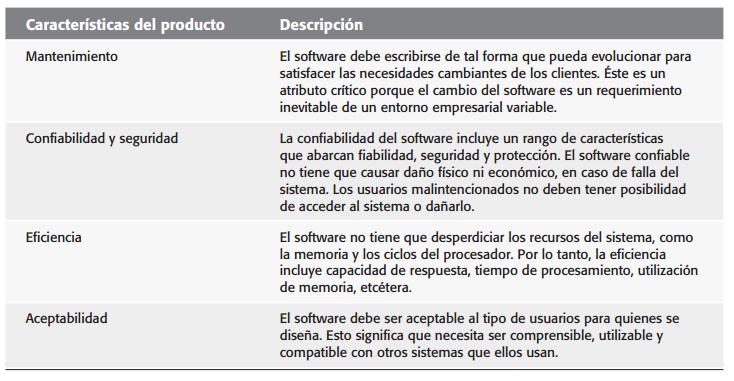 Características del producto Descripción
Mantenimiento El software debe escribirse de tal forma que pueda evolucionar para
satisfacer las necesidades cambiantes de los clientes. Éste es un
atributo crítico porque el cambio del software es un requerimiento
inevitable de un entorno empresarial variable.
Confiabilidad y seguridad La confiabilidad del software incluye un rango de características
que abarcan fiabilidad, seguridad y protección. El software confiable
no tiene que causar daño físico ni económico, en caso de falla del
sistema. Los usuarios malintencionados no deben tener posibilidad
de acceder al sistema o dañarlo.
Eficiencia El software no tiene que desperdiciar los recursos del sistema, como
la memoria y los ciclos del procesador. Por lo tanto, la eficiencia
incluye capacidad de respuesta, tiempo de procesamiento, utilización
de memoria, etcétera.
Aceptabilidad El software debe ser aceptable al tipo de usuarios para quienes se
diseña. Esto significa que necesita ser comprensible, utilizable y
compatible con otros sistemas que ellos usan.